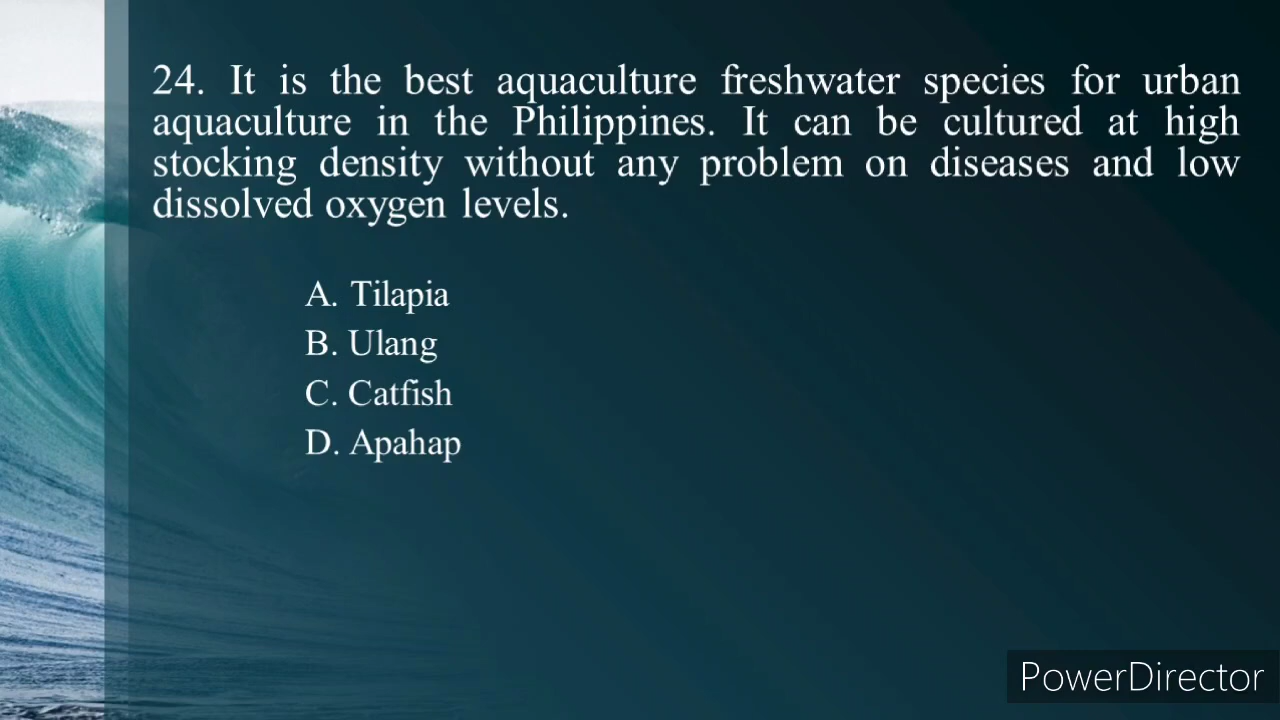 24. It is the best aquaculture freshwater species for urban
aquaculture in the Philippines. It can be cultured at high
stocking density without any problem on diseases and low
dissolved oxygen levels.
A. Tilapia
B. Ulang
C. Catfish
D. Apahap
PowerDirector